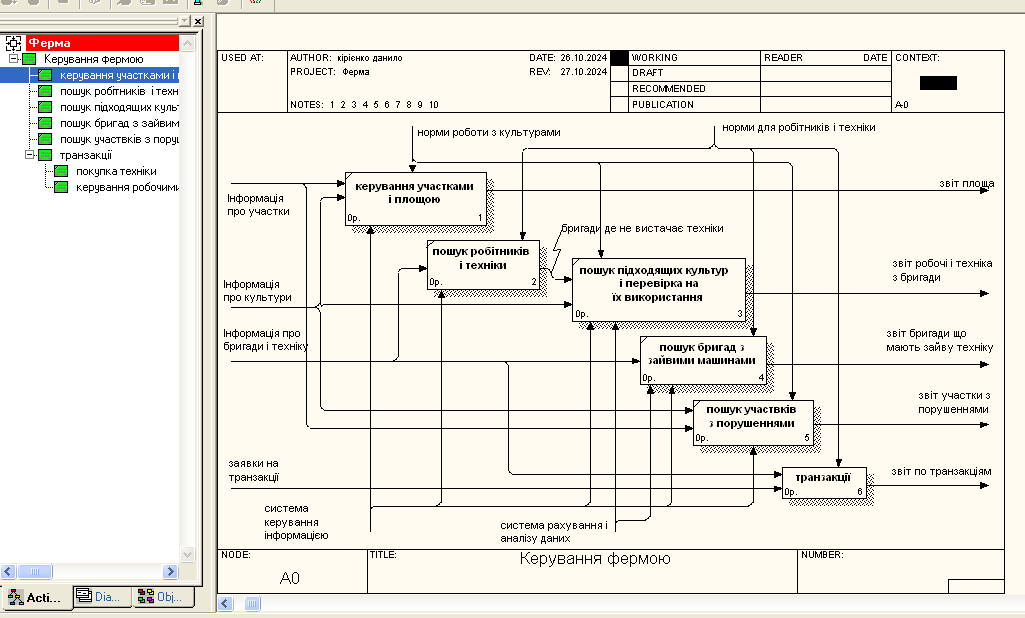 Ферма
Керування фермою
керування участками і
пошук робітників і техн
пошук підходящих куль
пошук бригад з зайвим
пошук участвків з пору
транзакції
покупка техніки
керування робочими
Acti...
Dia...
Obj...
USED AT:
AUTHOR: кірієнко данило
DATE: 26.10.2024
PROJECT: Ферма
REV: 27.10.2024
NOTES: 1 2 3 4 5 6 7 8 9 10
WORKING
DRAFT
RECOMMENDED
PUBLICATION
READER
DATE
CONTEXT:
A-0
норми роботи з культурами
норми для робітників і техніки
керування участками
і площою
0р.
1
звіт площа
Інформація
про участки
бригади де не вистачає техніки
пошук робітників
і техніки
0р.
2
пошук підходящих культур
і перевірка на
їх використання
0р.
3
звіт робочі і техніка
з бригади
Інформація
про культури
Інформація про
бригади і техніку
звіт бригади що
мають зайву техніку
пошук бригад з
зайвими машинами
0р.
4
звіт участки з
порушеннями
пошук участвків
з порушеннями
0р.
5
заявки на
транзакції
звіт по транзакціям
транзакції
0р.
6
система
керування
інформацією
система рахування і
аналізу даних
NODE:
A0
TITLE:
Керування фермою
NUMBER: